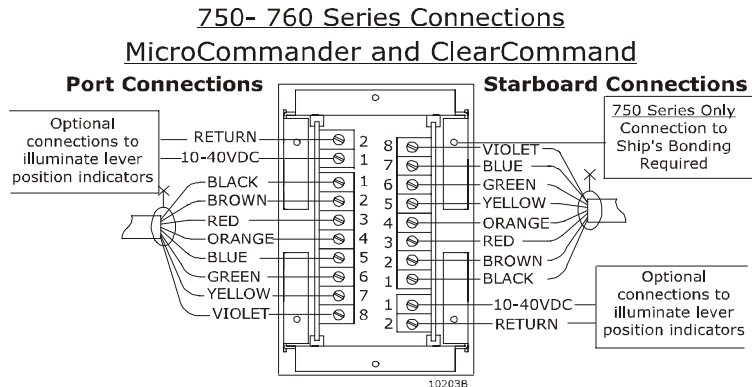 750- 760 Series Connections
MicroCommander and ClearCommand
Port Connections
Starboard Connections
Optional
connections to
illuminate lever
position indicators
RETURN 2
10-40VDC 1
BLACK 1
BROWN 2
RED 3
ORANGE 4
BLUE 5
GREEN 6
YELLOW 7
VIOLET 8
750 Series Only
Connection to
Ship's Bonding
Required
8 VIOLET
7 BLUE
6 GREEN
5 YELLOW
4 ORANGE
3 RED
2 BROWN
1 BLACK
1 10-40VDC
2 RETURN
Optional
connections to
illuminate lever
position indicators
10203B